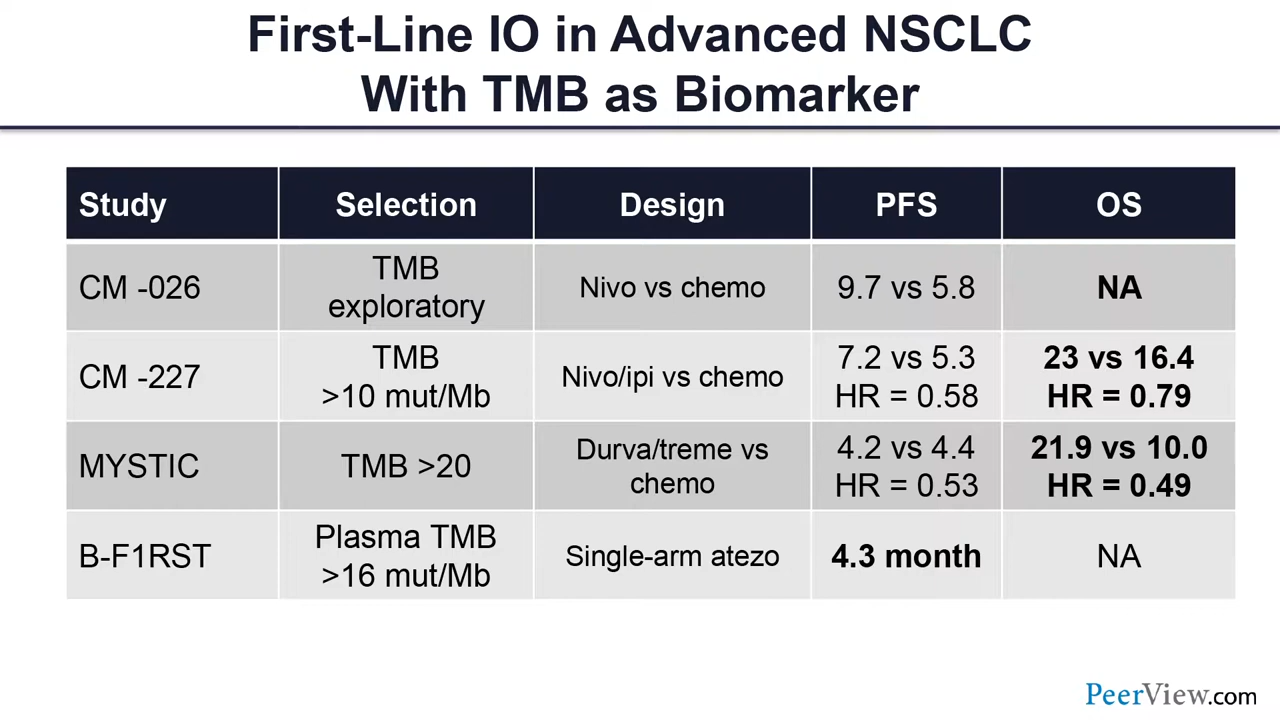 First-Line IO in Advanced NSCLC
With TMB as Biomarker
Study Selection Design PFS OS
CM -026 TMB exploratory Nivo vs chemo 9.7 vs 5.8 NA
CM -227 TMB >10 mut/Mb Nivo/ipi vs chemo 7.2 vs 5.3 HR = 0.58 23 vs 16.4 HR = 0.79
MYSTIC TMB >20 Durva/treme vs chemo 4.2 vs 4.4 HR = 0.53 21.9 vs 10.0 HR = 0.49
B-F1RST Plasma TMB >16 mut/Mb Single-arm atezo 4.3 month NA
PeerView.com